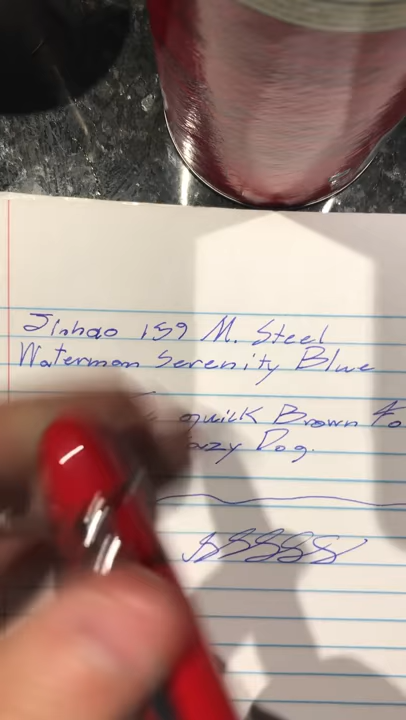 Jinhao 159 M. Steel
Waterman Serenity Blue
quick Brown Fo
azy Dog.